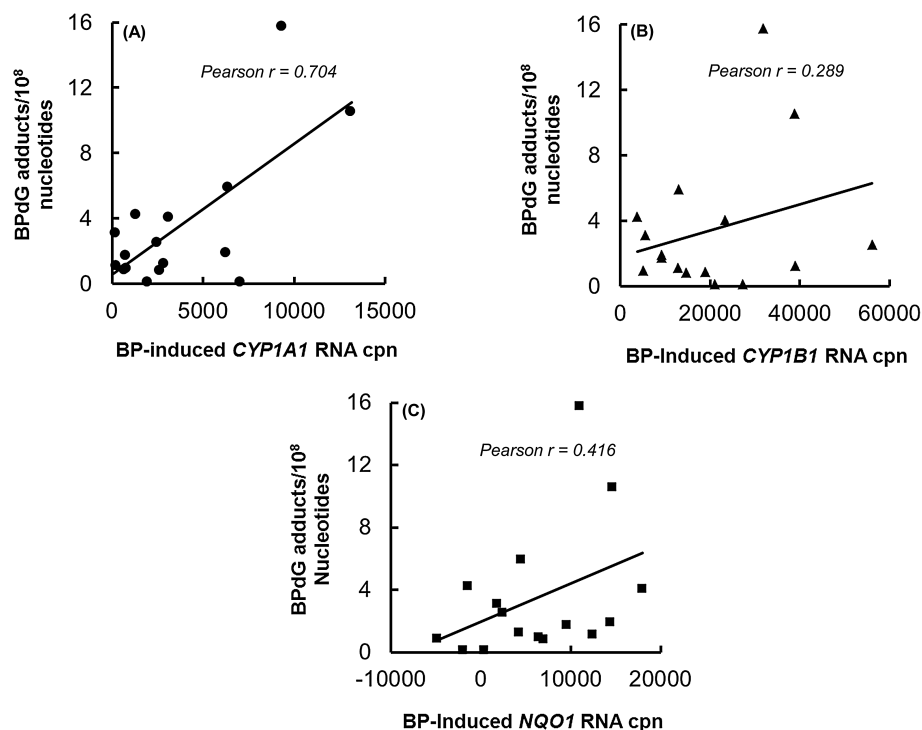 (A)
Pearson r = 0.704
BPdG adducts/10⁸
nucleotides
16
12
8
4
0
0 5000 10000 15000
BP-induced CYP1A1 RNA cpn
(B)
Pearson r = 0.289
BPdG adducts/10⁸
nucleotides
16
12
8
4
0
0 20000 40000 60000
BP-Induced CYP1B1 RNA cpn
(C)
Pearson r = 0.416
BPdG adducts/10⁸
Nucleotides
16
12
8
4
0
-10000 0 10000 20000
BP-Induced NQO1 RNA cpn